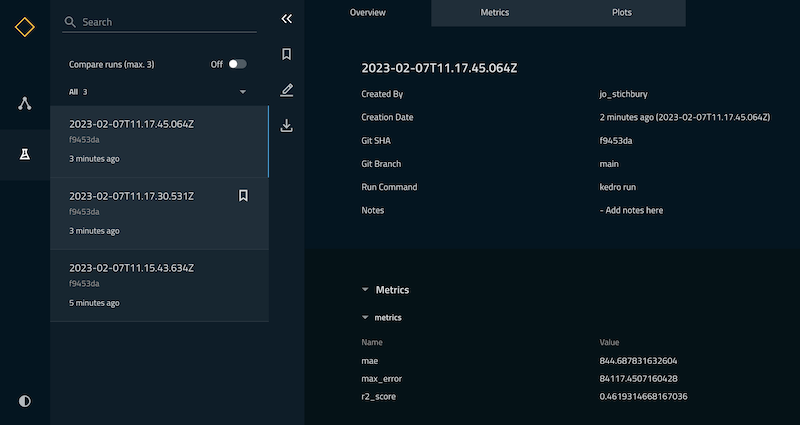 Search
Compare runs (max. 3) Off
All 3
2023-02-07T11.17.45.064Z
f9453da
3 minutes ago
2023-02-07T11.17.30.531Z
f9453da
3 minutes ago
2023-02-07T11.15.43.634Z
f9453da
5 minutes ago
Overview Metrics Plots
2023-02-07T11.17.45.064Z
Created By jo_stichbury
Creation Date 2 minutes ago (2023-02-07T11.17.45.064Z)
Git SHA f9453da
Git Branch main
Run Command kedro run
Notes - Add notes here
Metrics
metrics
Name Value
mae 844.687831632604
max_error 84117.4507160428
r2_score 0.4619314668167036